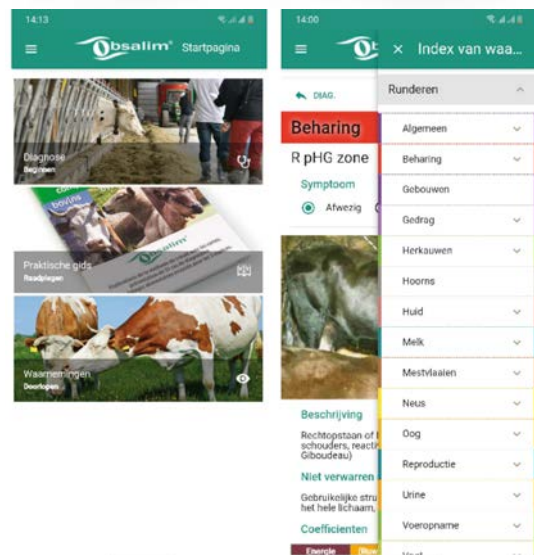 14:13
Obsalim® Startpagina
Diagnose
Beginnen
bovins
Obsalim®
Praktische gids
Raadplegen
Waarnemingen
Doorlopen
14:00
Index van waa...
DIAG.
Runderen
Beharing
R pHG zone
Symptoom
Afwezig
Algemeen
Beharing
Gebouwen
Gedrag
Herkauwen
Hoorns
Huid
Melk
Mestvlaaien
Neus
Oog
Reproductie
Urine
Voeropname
Beschrijving
Rechtopstaan of
schouders, reacti
Giboudeau)
Niet verwarren
Gebruikelijke stru
het hele lichaam,
Coefficienten
Energie